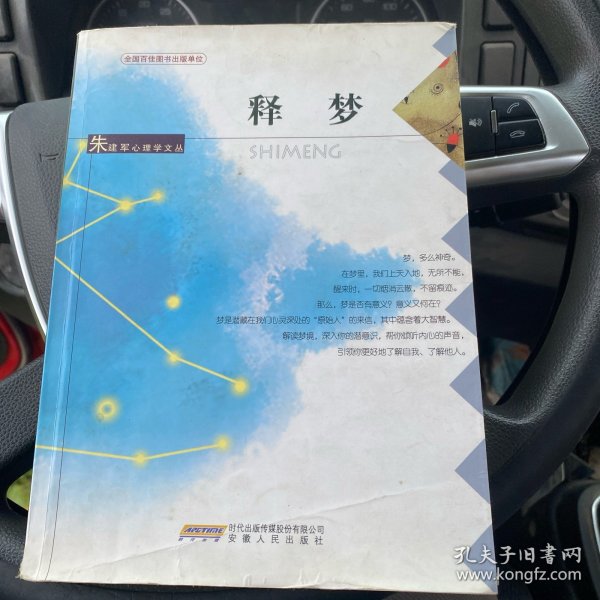 全国百佳图书出版单位
释 梦
SHIMENG
朱建军心理学文丛
梦，多么神奇。
在梦里，我们上天入地，无所不能，
醒来时，一切烟消云散，不留痕迹。
那么，梦是否有意义？意义又何在？
梦是潜藏在我们心灵深处的“原始人”的来信，其中蕴含着大智慧。
解读梦境，深入你的潜意识，帮你倾听内心的声音，
引领你更好地了解自我、了解他人。
时代出版传媒股份有限公司
安徽人民出版社
孔夫子旧书网
www.kongfz.com